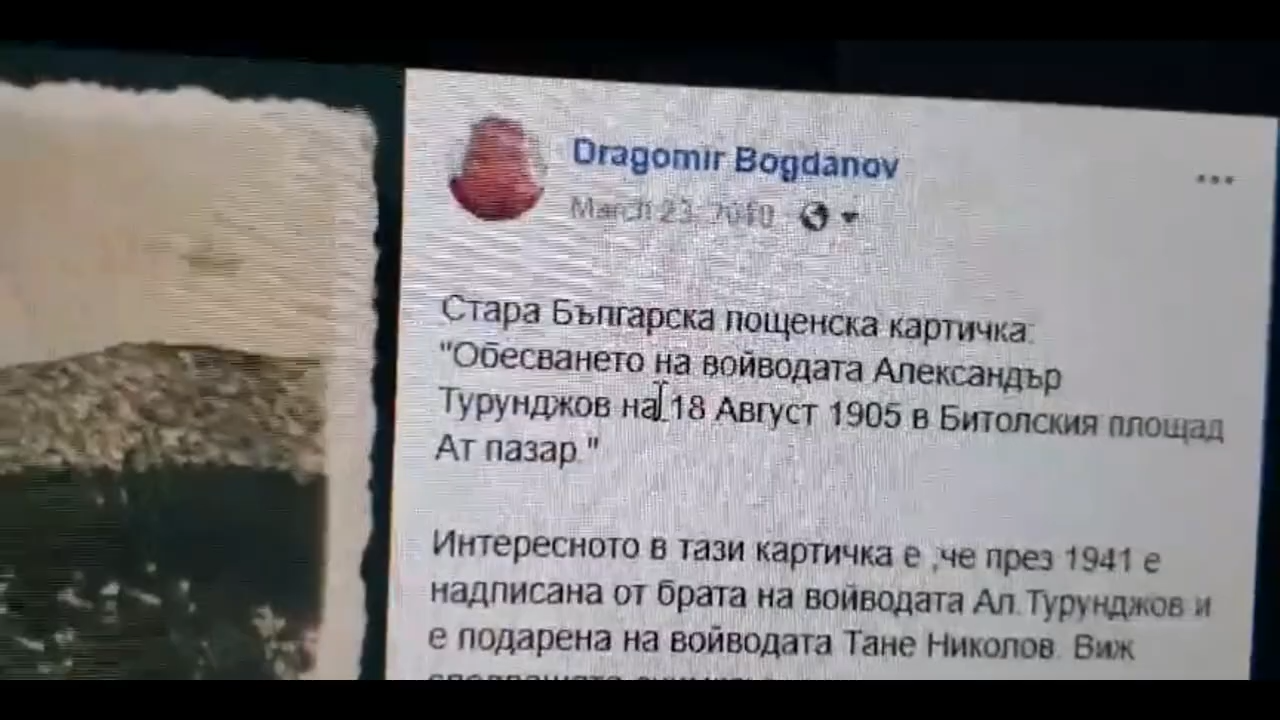 Dragomir Bogdanov
March 23,
Стара Българска пощенска картичка:
"Обесването на войводата Александър
Турунджов на 18 Август 1905 в Битолския площад
Ат пазар."
Интересното в тази картичка е ,че през 1941 е
надписана от брата на войводата Ал.Турунджов и
е подарена на войводата Тане Николов. Виж